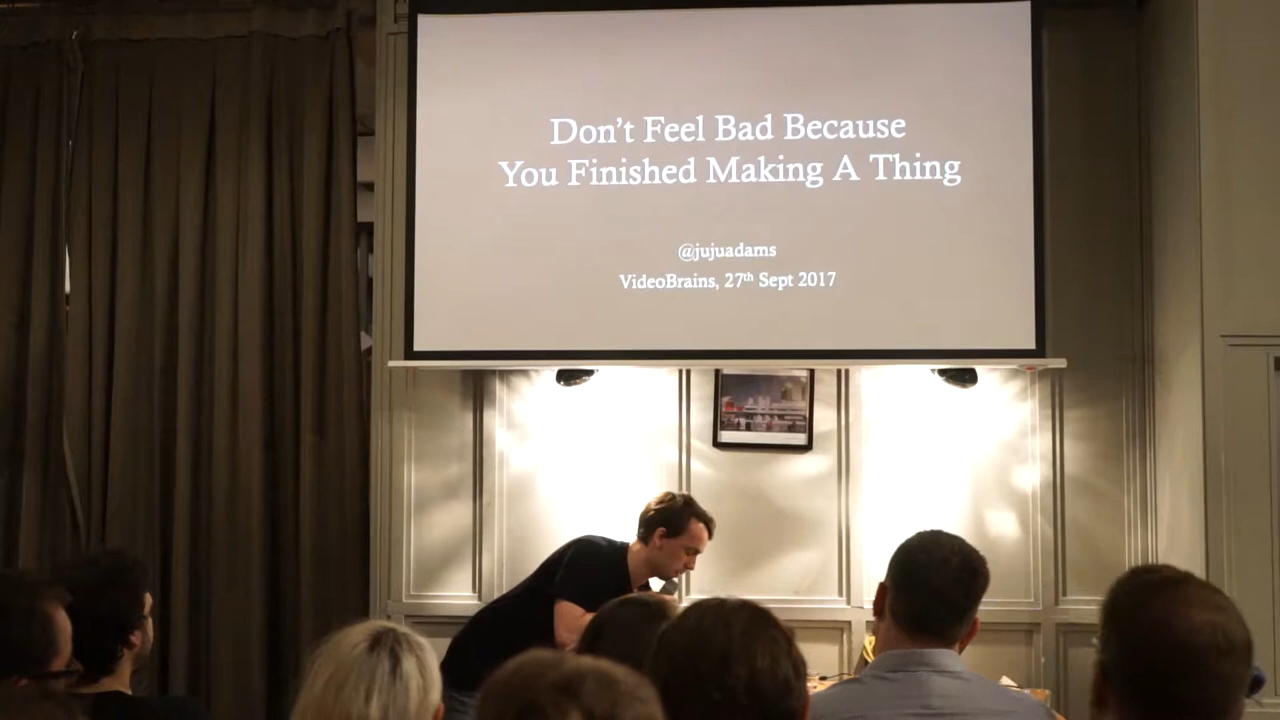 Don’t Feel Bad Because
You Finished Making A Thing
@jujuadams
VideoBrains, 27th Sept 2017